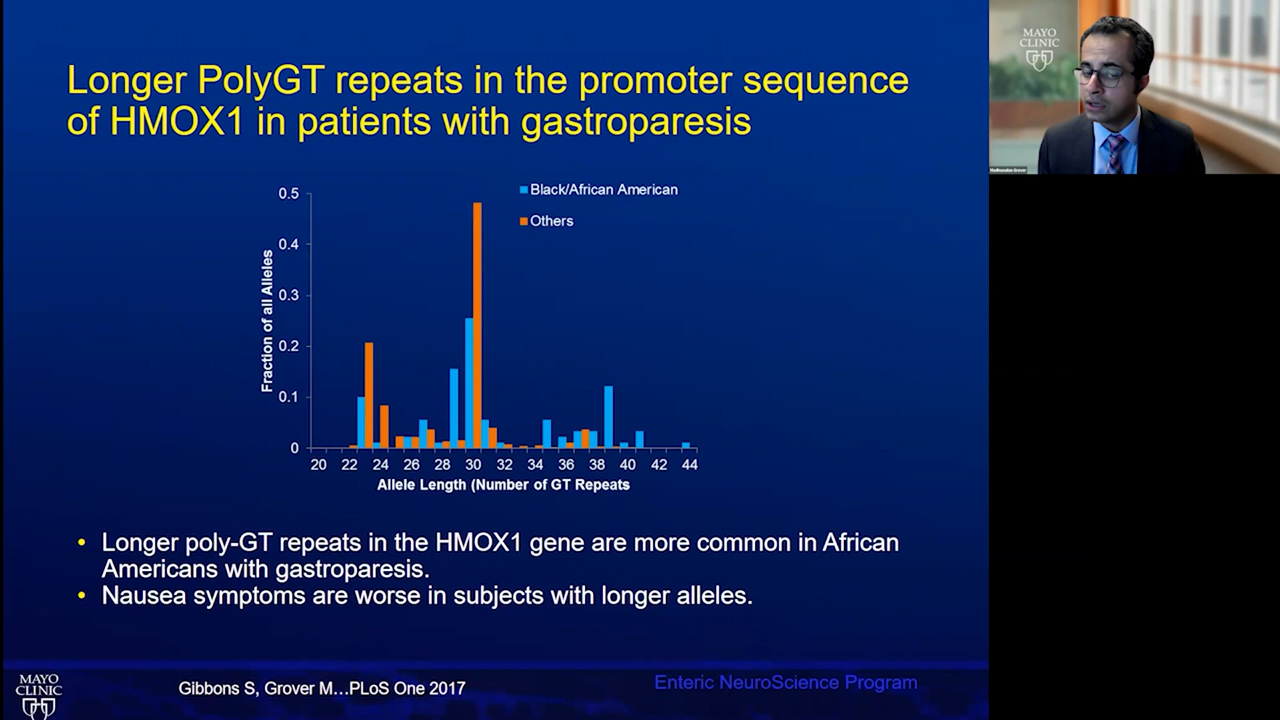 Longer PolyGT repeats in the promoter sequence
of HMOX1 in patients with gastroparesis
Black/African American
Others
Fraction of all Alleles
0.5
0.4
0.3
0.2
0.1
0
20 22 24 26 28 30 32 34 36 38 40 42 44
Allele Length (Number of GT Repeats
• Longer poly-GT repeats in the HMOX1 gene are more common in African
Americans with gastroparesis.
• Nausea symptoms are worse in subjects with longer alleles.
MAYO
CLINIC
Gibbons S, Grover M...PLoS One 2017
Enteric NeuroScience Program
MAYO
CLINIC
Madhusudan Grover